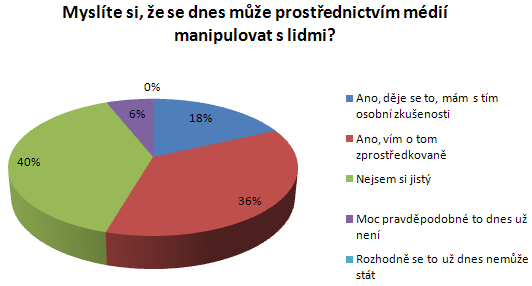 Myslíte si, že se dnes může prostřednictvím médií
manipulovat s lidmi?
0%
6%
18%
40%
36%
Ano, děje se to, mám s tím
osobní zkušenosti
Ano, vím o tom
zprostředkovaně
Nejsem si jistý
Moc pravděpodobné to dnes už
není
Rozhodně se to už dnes nemůže
stát